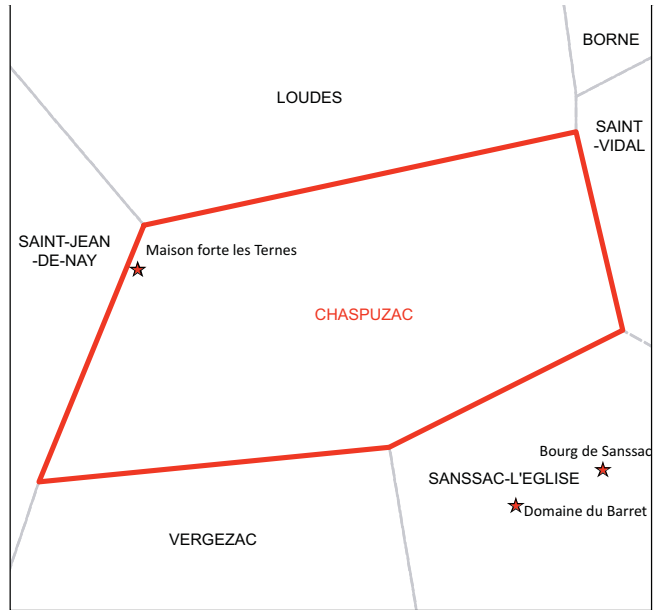 BORNE
LOUDES
SAINT
-VIDAL
SAINT-JEAN
-DE-NAY
Maison forte les Ternes
CHASPUZAC
Bourg de Sanssac
SANSSAC-L'EGLISE
Domaine du Barret
VERGEZAC